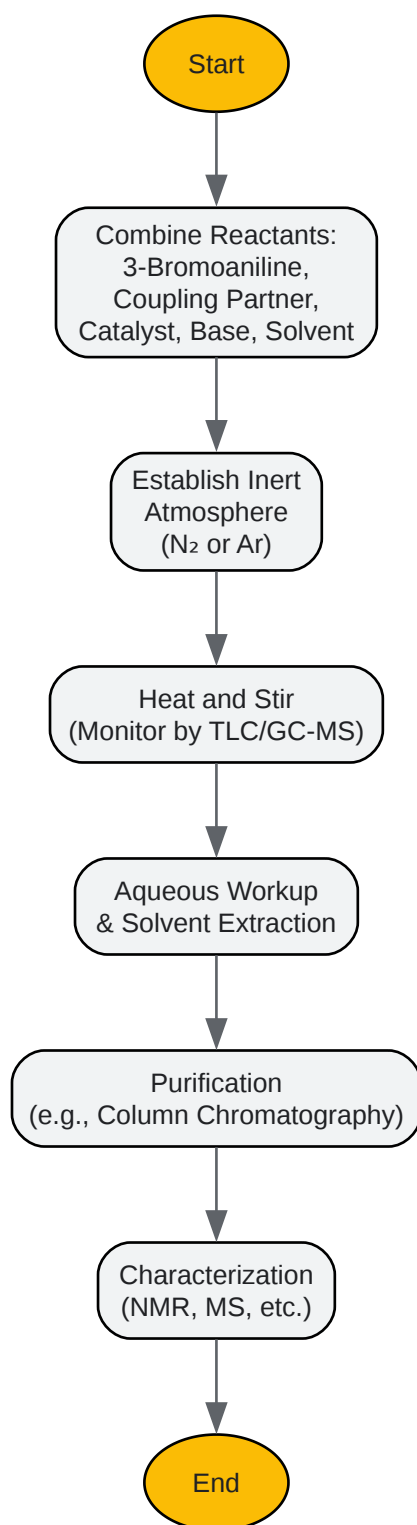 Start
Combine Reactants:
3-Bromoaniline,
Coupling Partner,
Catalyst, Base, Solvent
Establish Inert
Atmosphere
(N₂ or Ar)
Heat and Stir
(Monitor by TLC/GC-MS)
Aqueous Workup
& Solvent Extraction
Purification
(e.g., Column Chromatography)
Characterization
(NMR, MS, etc.)
End